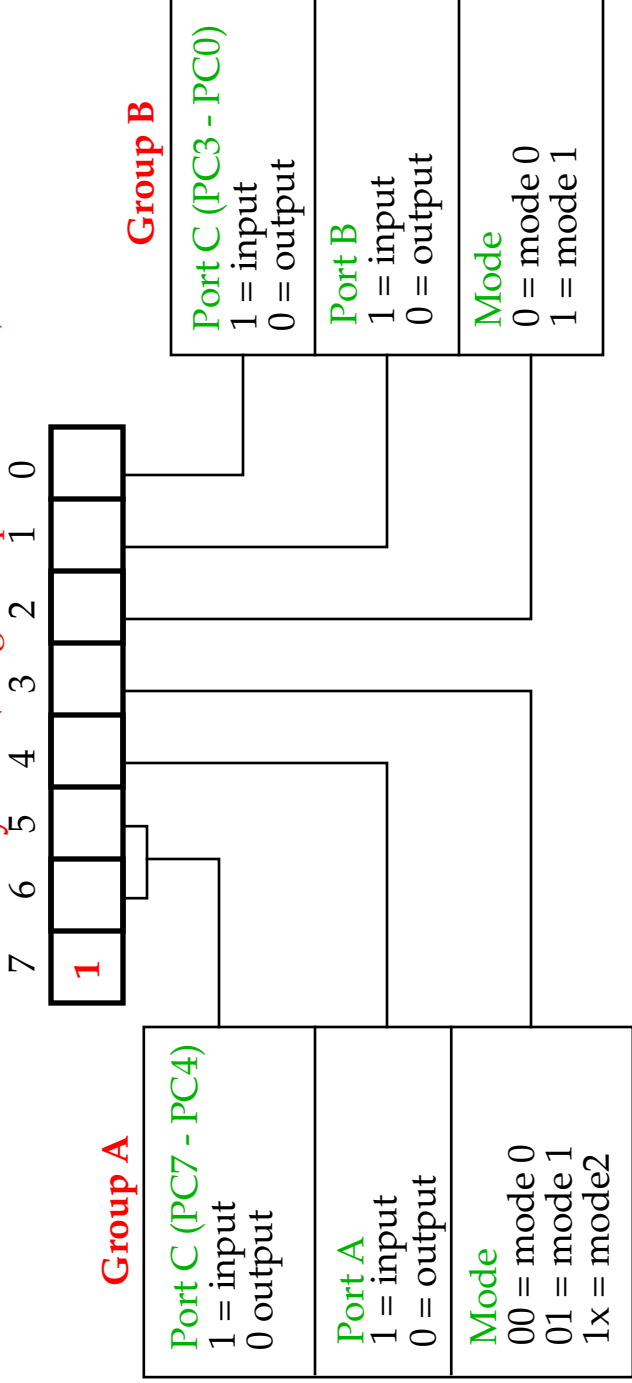 7 6 5 4 3 2 1 0
1
Group A
Port C (PC7 - PC4)
1 = input
0 output
Port A
1 = input
0 = output
Mode
00 = mode 0
01 = mode 1
1x = mode2
Group B
Port C (PC3 - PC0)
1 = input
0 = output
Port B
1 = input
0 = output
Mode
0 = mode 0
1 = mode 1